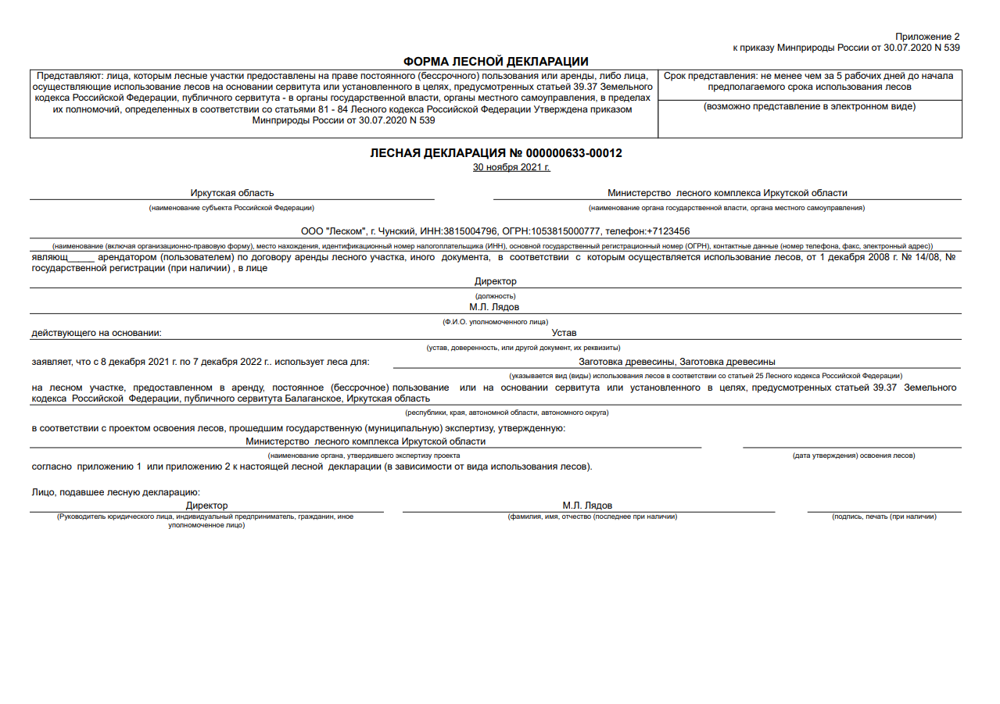 Приложение 2
к приказу Минприроды России от 30.07.2020 N 539
ФОРМА ЛЕСНОЙ ДЕКЛАРАЦИИ
Представляют: лица, которым лесные участки предоставлены на праве постоянного (бессрочного) пользования или аренды, либо лица,
осуществляющие использование лесов на основании сервитута или установленного в целях, предусмотренных статьей 39.37 Земельного
кодекса Российской Федерации, публичного сервитута - в органы государственной власти, органы местного самоуправления, в пределах
их полномочий, определенных в соответствии со статьями 81 - 84 Лесного кодекса Российской Федерации Утверждена приказом
Минприроды России от 30.07.2020 N 539
Срок представления: не менее чем за 5 рабочих дней до начала
предполагаемого срока использования лесов
(возможно представление в электронном виде)
ЛЕСНАЯ ДЕКЛАРАЦИЯ № 000000633-00012
30 ноября 2021 г.
Иркутская область
Министерство лесного комплекса Иркутской области
(наименование субъекта Российской Федерации)
(наименование органа государственной власти, органа местного самоуправления)
ООО "Леском", г. Чунский, ИНН:3815004796, ОГРН:1053815000777, телефон:+7123456
(наименование (включая организационно-правовую форму), место нахождения, идентификационный номер налогоплательщика (ИНН), основной государственный регистрационный номер (ОГРН), контактные данные (номер телефона, факс, электронный адрес))
являющ_____ арендатором (пользователем) по договору аренды лесного участка, иного документа, в соответствии с которым осуществляется использование лесов, от 1 декабря 2008 г. № 14/08, №
государственной регистрации (при наличии) , в лице
Директор
(должность)
М.Л. Лядов
(Ф.И.О. уполномоченного лица)
действующего на основании: Устав
(устав, доверенность, или другой документ, их реквизиты)
заявляет, что с 8 декабря 2021 г. по 7 декабря 2022 г.. использует леса для: Заготовка древесины, Заготовка древесины
(указывается вид (виды) использования лесов в соответствии со статьей 25 Лесного кодекса Российской Федерации)
на лесном участке, предоставленном в аренду, постоянное (бессрочное) пользование или на основании сервитута или установленного в целях, предусмотренных статьей 39.37 Земельного
кодекса Российской Федерации, публичного сервитута Балаганское, Иркутская область
(республики, края, автономной области, автономного округа)
в соответствии с проектом освоения лесов, прошедшим государственную (муниципальную) экспертизу, утвержденную:
Министерство лесного комплекса Иркутской области
(наименование органа, утвердившего экспертизу проекта
(дата утверждения) освоения лесов)
согласно приложению 1 или приложению 2 к настоящей лесной декларации (в зависимости от вида использования лесов).
Лицо, подавшее лесную декларацию:
Директор
М.Л. Лядов
(Руководитель юридического лица, индивидуальный предприниматель, гражданин, иное
уполномоченное лицо)
(фамилия, имя, отчество (последнее при наличии)
(подпись, печать (при наличии)